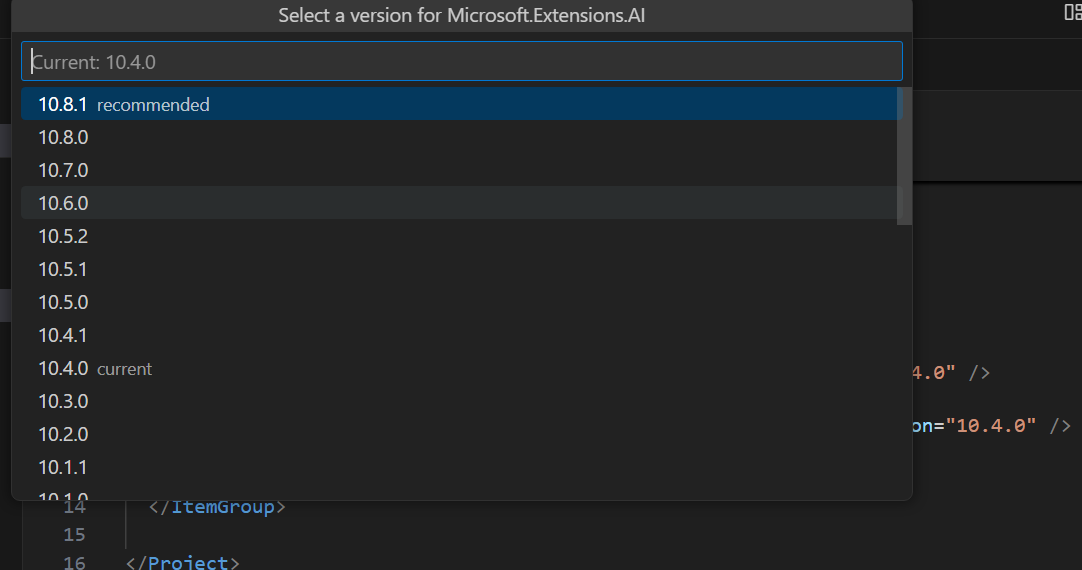 Select a version for Microsoft.Extensions.AI
Current: 10.4.0
10.8.1 recommended
10.8.0
10.7.0
10.6.0
10.5.2
10.5.1
10.5.0
10.4.1
10.4.0 current
4.0" />
10.3.0
10.2.0
on="10.4.0" />
10.1.1
10.1.0
14 </ItemGroup>
15
16 </Project>